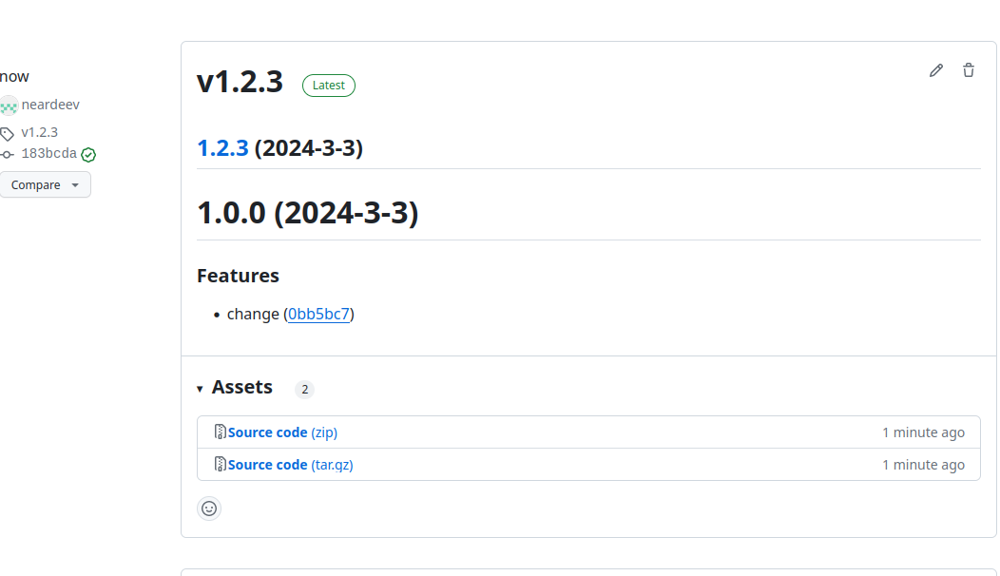 now
neardeev
v1.2.3
183bcda
Compare
v1.2.3 Latest
1.2.3 (2024-3-3)
1.0.0 (2024-3-3)
Features
• change (0bb5bc7)
Assets 2
Source code (zip) 1 minute ago
Source code (tar.gz) 1 minute ago